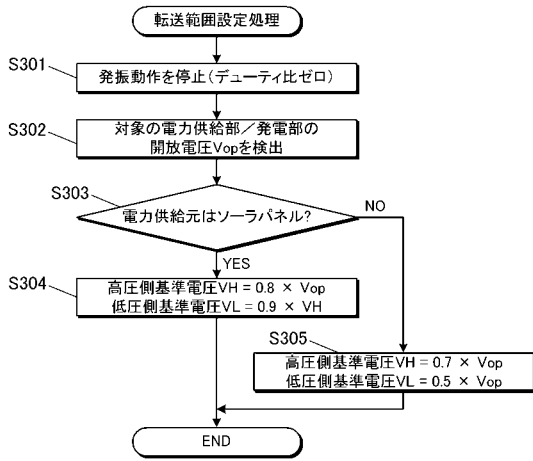 転送範囲設定処理
S301
発振動作を停止(デューティ比ゼロ)
S302
対象の電力供給部/発電部の
開放電圧Vopを検出
S303
電力供給元はソーラパネル?
NO
YES
S304
高圧側基準電圧VH = 0.8 × Vop
低圧側基準電圧VL = 0.9 × VH
S305
高圧側基準電圧VH = 0.7 × Vop
低圧側基準電圧VL = 0.5 × Vop
END